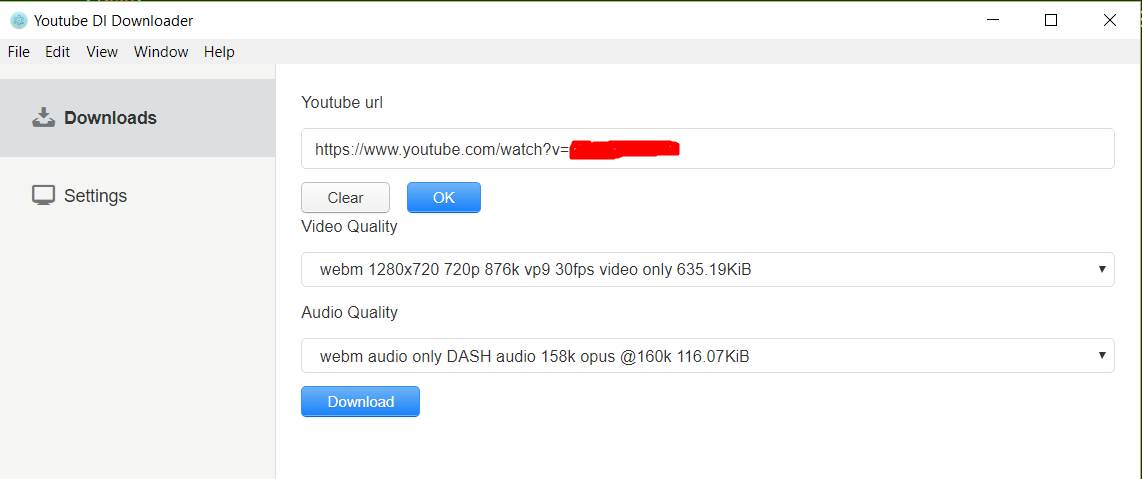 Youtube Dl Downloader
File Edit View Window Help
Downloads
Settings
Youtube url
https://www.youtube.com/watch?v=
Clear OK
Video Quality
webm 1280x720 720p 876k vp9 30fps video only 635.19KiB
Audio Quality
webm audio only DASH audio 158k opus @160k 116.07KiB
Download